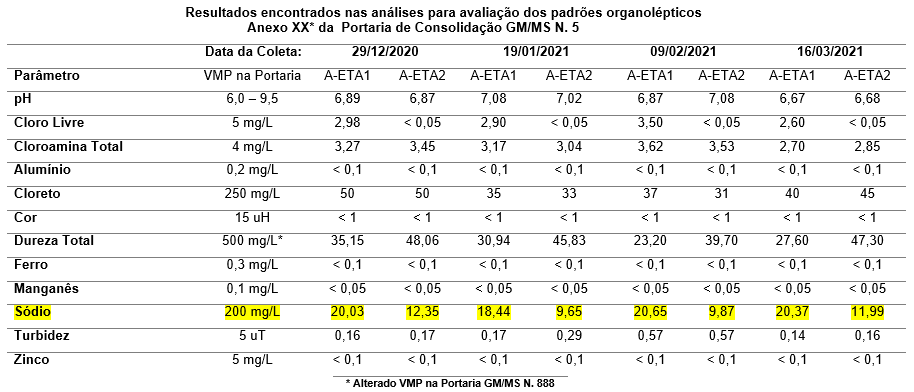 Resultados encontrados nas análises para avaliação dos padrões organolépticos
Anexo XX* da Portaria de Consolidação GM/MS N. 5
Data da Coleta: 29/12/2020 19/01/2021 09/02/2021 16/03/2021
Parâmetro VMP na Portaria A-ETA1 A-ETA2 A-ETA1 A-ETA2 A-ETA1 A-ETA2 A-ETA1 A-ETA2
pH 6,0 – 9,5 6,89 6,87 7,08 7,02 6,87 7,08 6,67 6,68
Cloro Livre 5 mg/L 2,98 < 0,05 2,90 < 0,05 3,50 < 0,05 2,60 < 0,05
Cloroamina Total 4 mg/L 3,27 3,45 3,17 3,04 3,62 3,53 2,70 2,85
Alumínio 0,2 mg/L < 0,1 < 0,1 < 0,1 < 0,1 < 0,1 < 0,1 < 0,1 < 0,1
Cloreto 250 mg/L 50 50 35 33 37 31 40 45
Cor 15 uH < 1 < 1 < 1 < 1 < 1 < 1 < 1 < 1
Dureza Total 500 mg/L* 35,15 48,06 30,94 45,83 23,20 39,70 27,60 47,30
Ferro 0,3 mg/L < 0,1 < 0,1 < 0,1 < 0,1 < 0,1 < 0,1 < 0,1 < 0,1
Manganês 0,1 mg/L < 0,05 < 0,05 < 0,05 < 0,05 < 0,05 < 0,05 < 0,05 < 0,05
Sódio 200 mg/L 20,03 12,35 18,44 9,65 20,65 9,87 20,37 11,99
Turbidez 5 uT 0,16 0,17 0,17 0,29 0,57 0,57 0,14 0,16
Zinco 5 mg/L < 0,1 < 0,1 < 0,1 < 0,1 < 0,1 < 0,1 < 0,1 < 0,1
* Alterado VMP na Portaria GM/MS N. 888